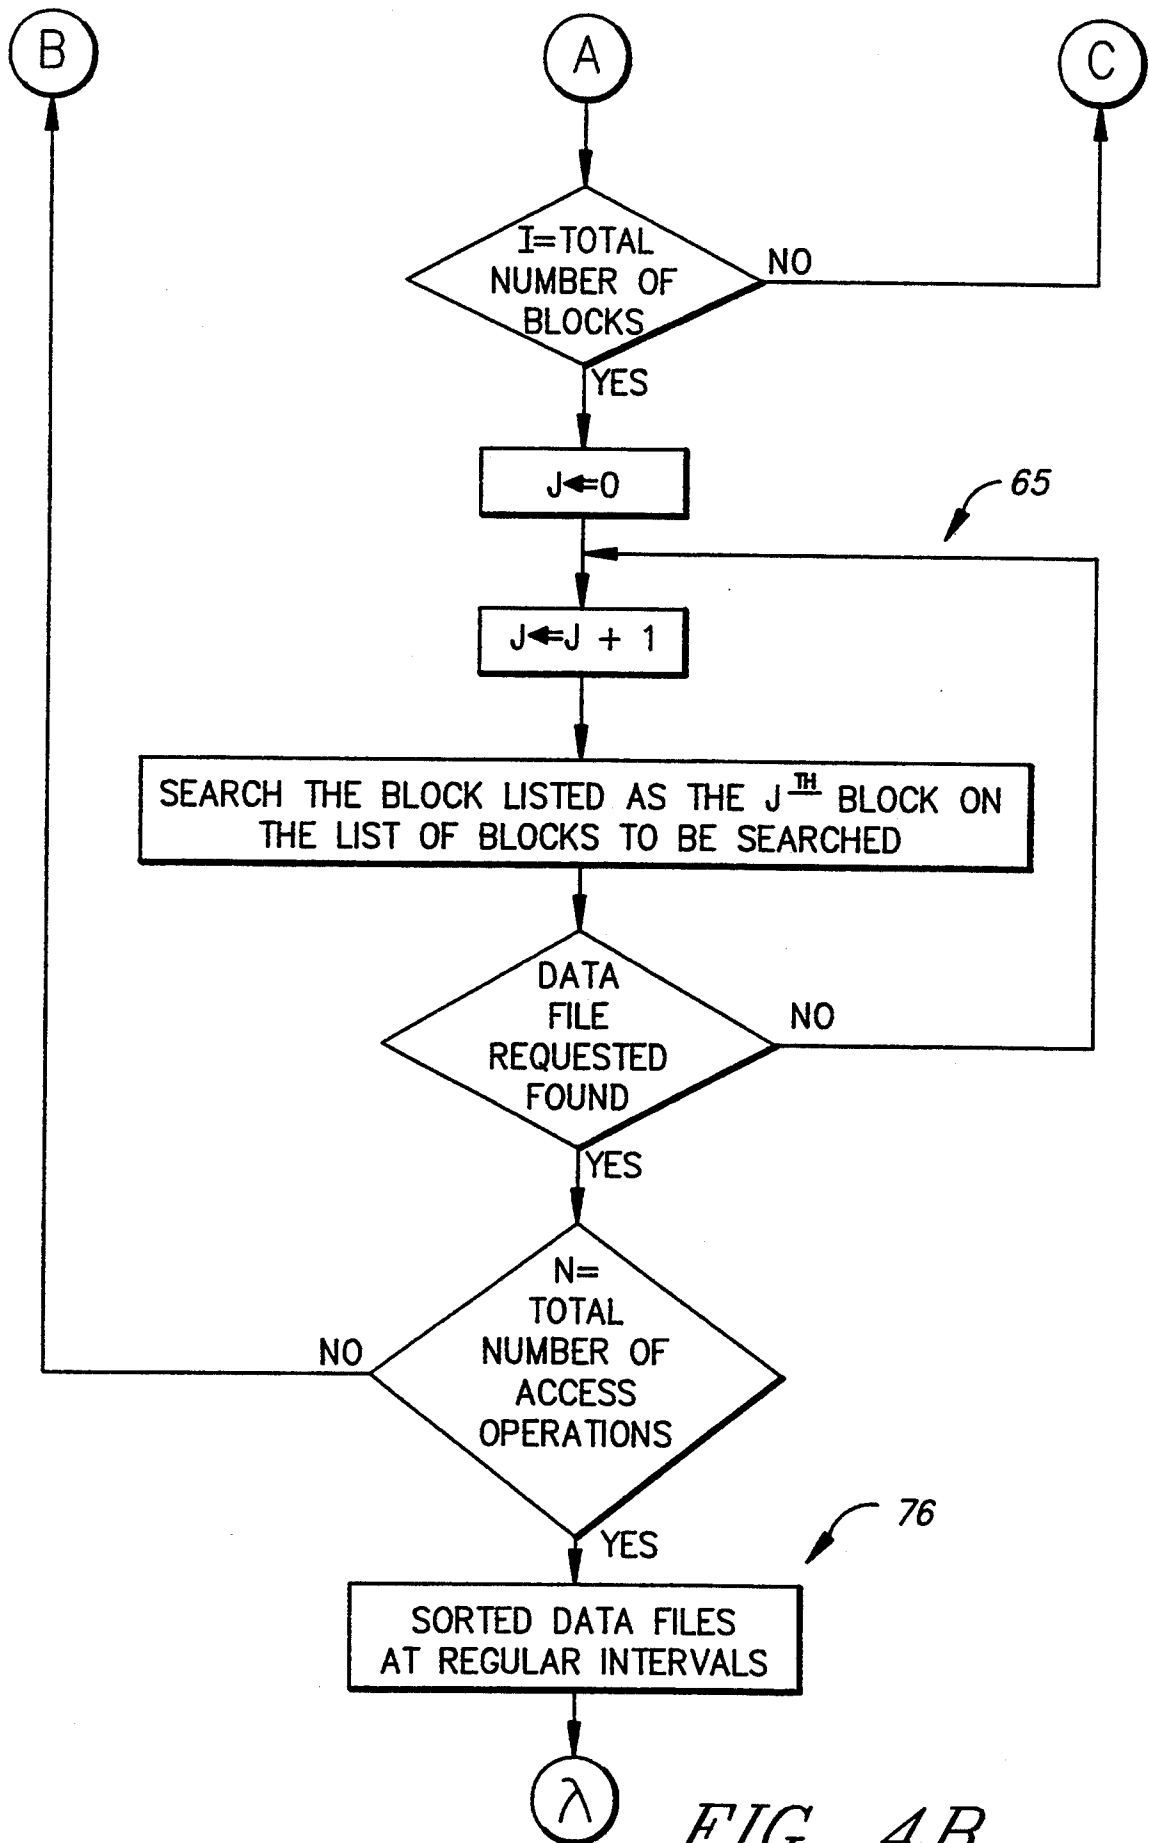 B
A
C
I=TOTAL
NUMBER OF
BLOCKS
NO
YES
J⇐0
65
J⇐J + 1
SEARCH THE BLOCK LISTED AS THE J TH BLOCK ON
THE LIST OF BLOCKS TO BE SEARCHED
DATA
FILE
REQUESTED
FOUND
NO
YES
N=
TOTAL
NUMBER OF
ACCESS
OPERATIONS
NO
YES
76
SORTED DATA FILES
AT REGULAR INTERVALS
λ
FIG. 4B